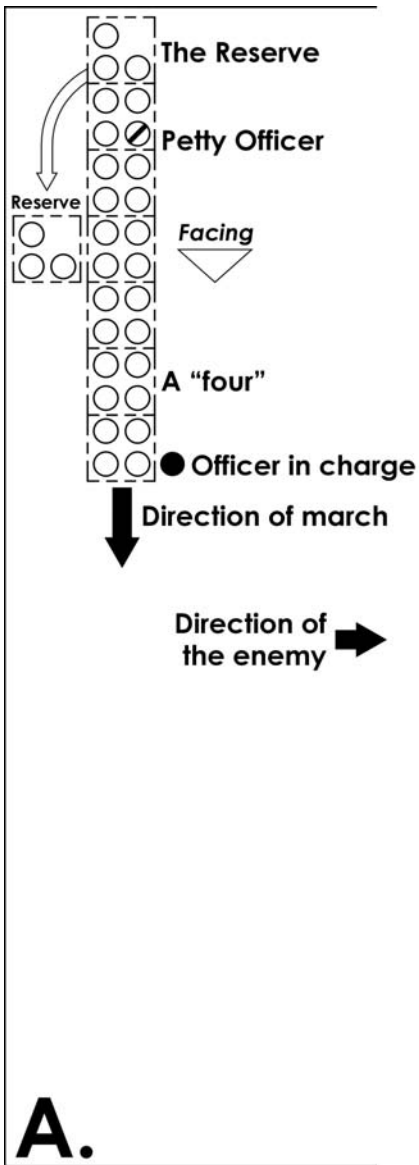 The Reserve
Petty Officer
Reserve
Facing
A “four”
Officer in charge
Direction of march
Direction of
the enemy
A.